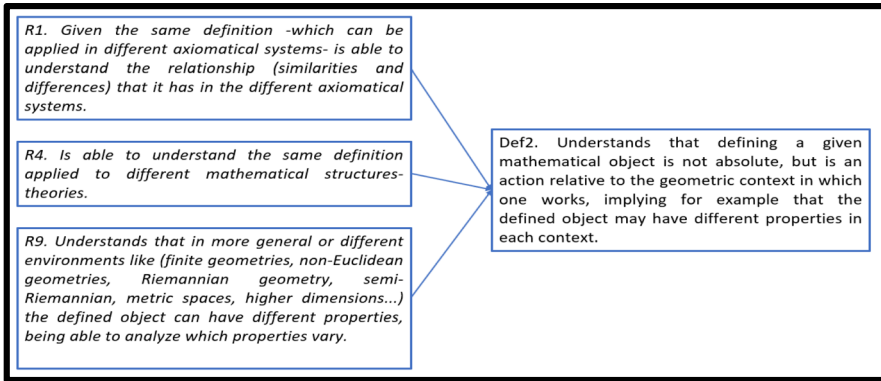 R1. Given the same definition -which can be
applied in different axiomatical systems- is able to
understand the relationship (similarities and
differences) that it has in the different axiomatical
systems.
R4. Is able to understand the same definition
applied to different mathematical structures-
theories.
R9. Understands that in more general or different
environments like (finite geometries, non-Euclidean
geometries, Riemannian geometry, semi-
Riemannian, metric spaces, higher dimensions...)
the defined object can have different properties,
being able to analyze which properties vary.
Def2. Understands that defining a given
mathematical object is not absolute, but is an
action relative to the geometric context in which
one works, implying for example that the
defined object may have different properties in
each context.